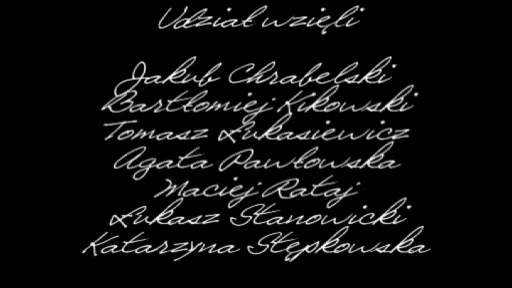 Udział wzięli
Jakub Chrabelski
Bartłomiej Kikowski
Tomasz Łukasiewicz
Agata Pawłowska
Maciej Rataj
Łukasz Stanowicki
Katarzyna Stępkowska